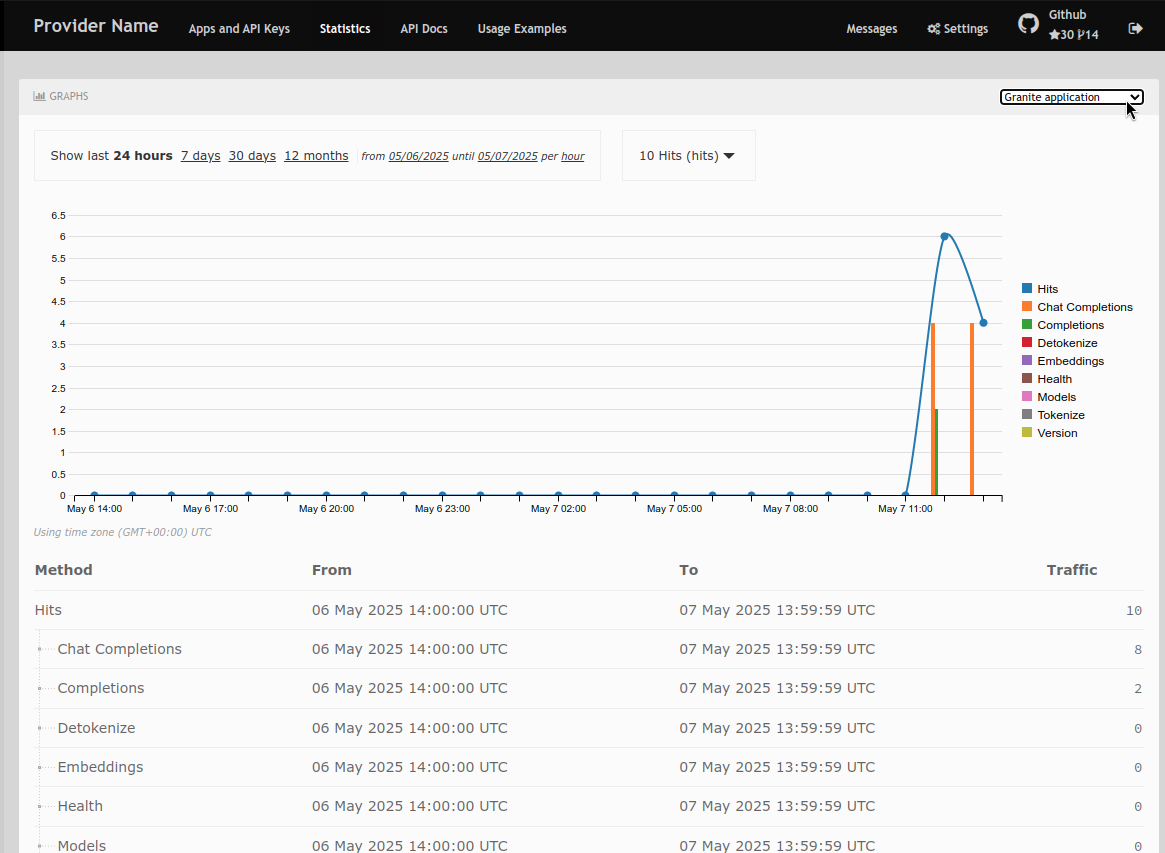 Provider Name Apps and API Keys Statistics API Docs Usage Examples Messages Settings Github
30 14
GRAPHS Granite application
Show last 24 hours 7 days 30 days 12 months from 05/06/2025 until 05/07/2025 per hour 10 Hits (hits)
6.5
6
5.5
5
4.5
4
3.5
3
2.5
2
1.5
1
0.5
0
May 6 14:00 May 6 17:00 May 6 20:00 May 6 23:00 May 7 02:00 May 7 05:00 May 7 08:00 May 7 11:00
Hits
Chat Completions
Completions
Detokenize
Embeddings
Health
Models
Tokenize
Version
Using time zone (GMT+00:00) UTC
Method From To Traffic
Hits 06 May 2025 14:00:00 UTC 07 May 2025 13:59:59 UTC 10
Chat Completions 06 May 2025 14:00:00 UTC 07 May 2025 13:59:59 UTC 8
Completions 06 May 2025 14:00:00 UTC 07 May 2025 13:59:59 UTC 2
Detokenize 06 May 2025 14:00:00 UTC 07 May 2025 13:59:59 UTC 0
Embeddings 06 May 2025 14:00:00 UTC 07 May 2025 13:59:59 UTC 0
Health 06 May 2025 14:00:00 UTC 07 May 2025 13:59:59 UTC 0
Models 06 May 2025 14:00:00 UTC 07 May 2025 13:59:59 UTC 0